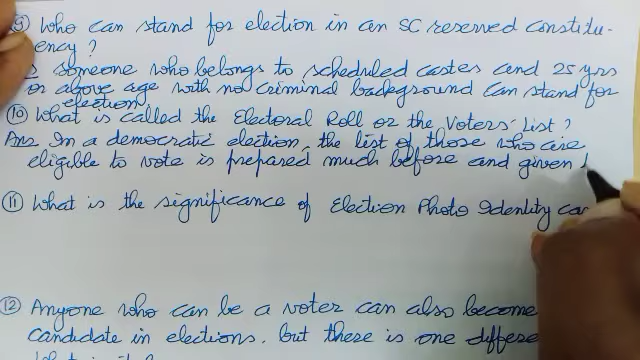 9) Who can stand for election in an SC reserved constitu-
ency?
someone who belongs to scheduled castes and 25 yrs
or above age with no criminal background can stand for
election
10 What is called the Electoral Roll or the Voters' List?
Ans In a democratic election, the list of those who are
eligible to vote is prepared much before and given
11 What is the significance of Election Photo Identity
12 Anyone who can be a voter can also become
candidate in elections. but there is one